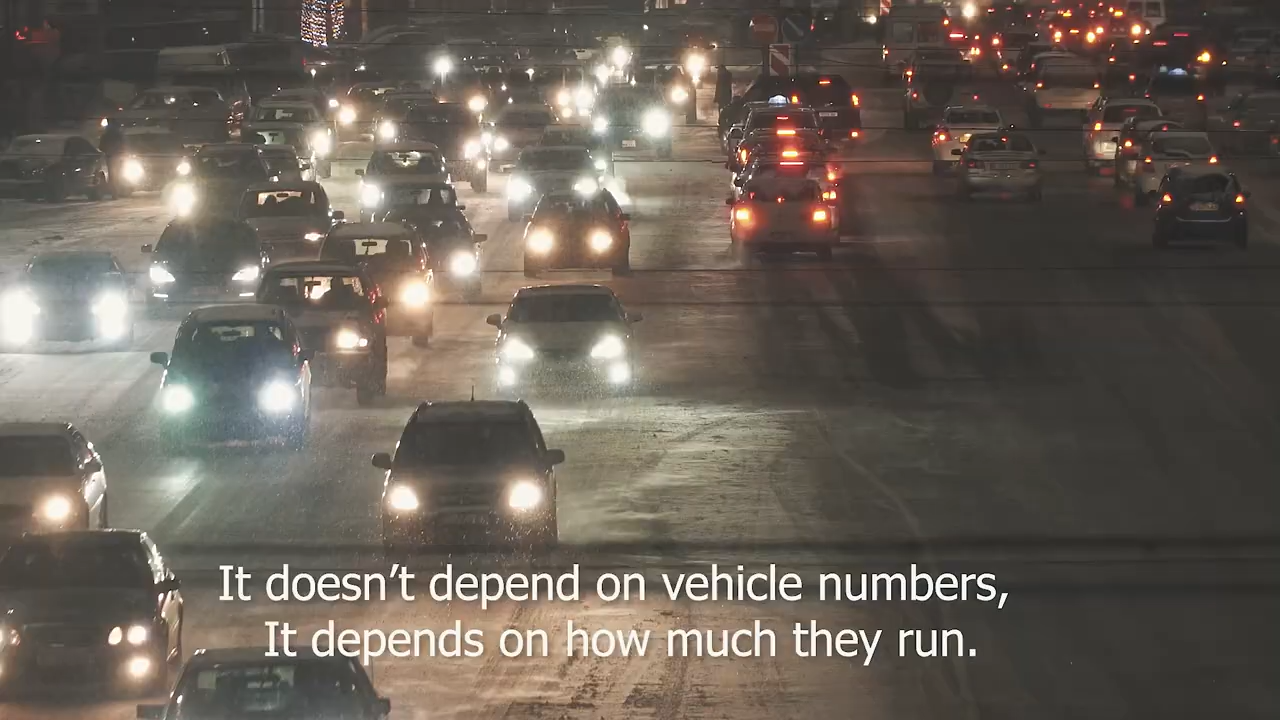 It doesn’t depend on vehicle numbers,
It depends on how much they run.